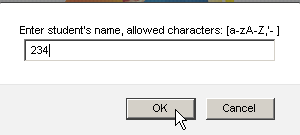 Enter student's name, allowed characters: [a-zA-Z,'- ]
234
OK Cancel